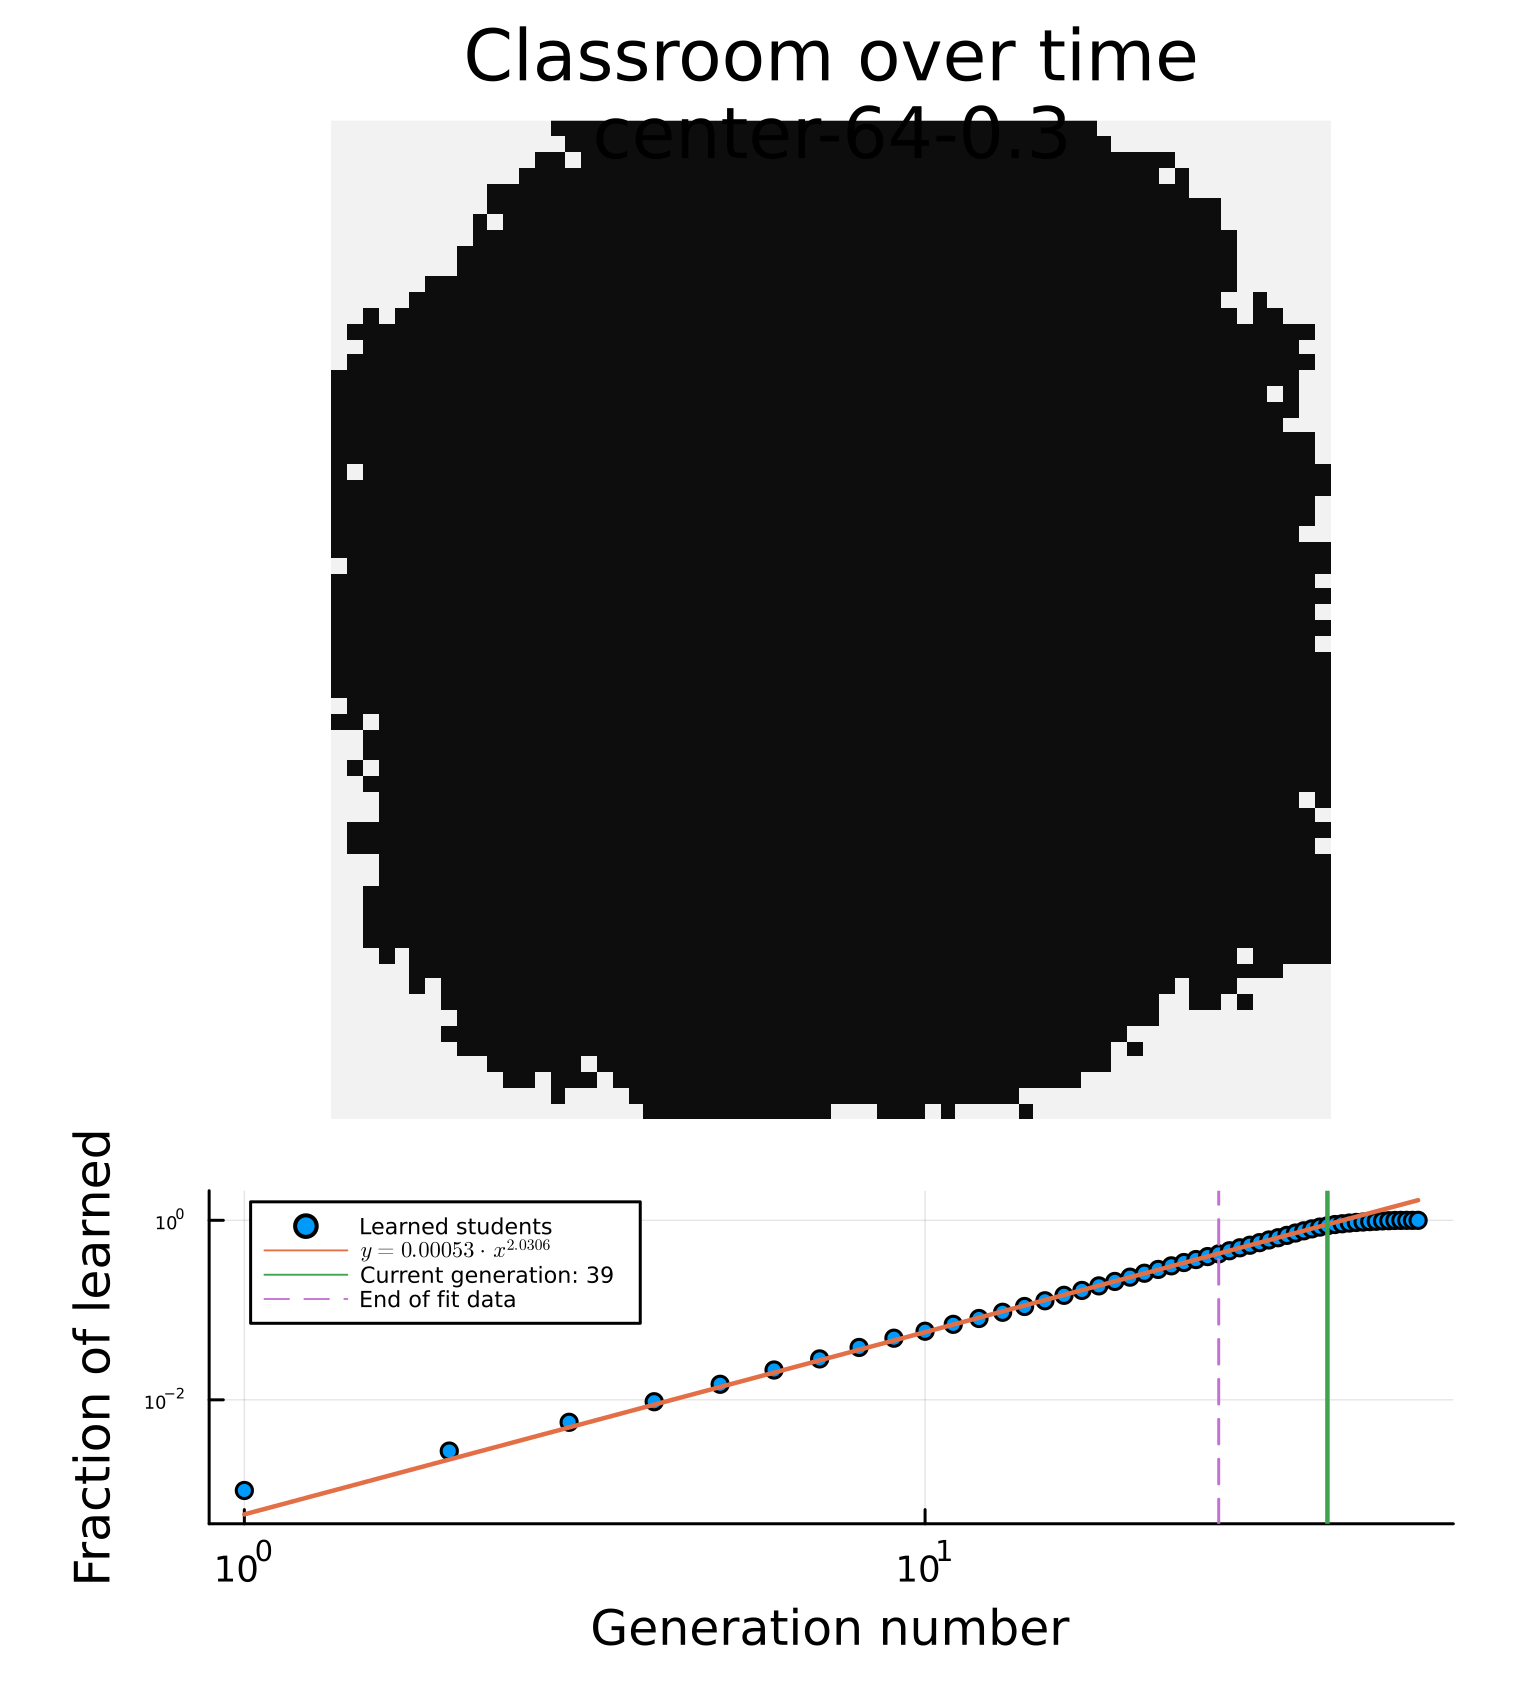 Classroom over time
center-64-0.3
Fraction of learned
10⁰
10⁻²
Learned students
y = 0.00053 · x^2.0306
Current generation: 39
End of fit data
10⁰
10¹
Generation number